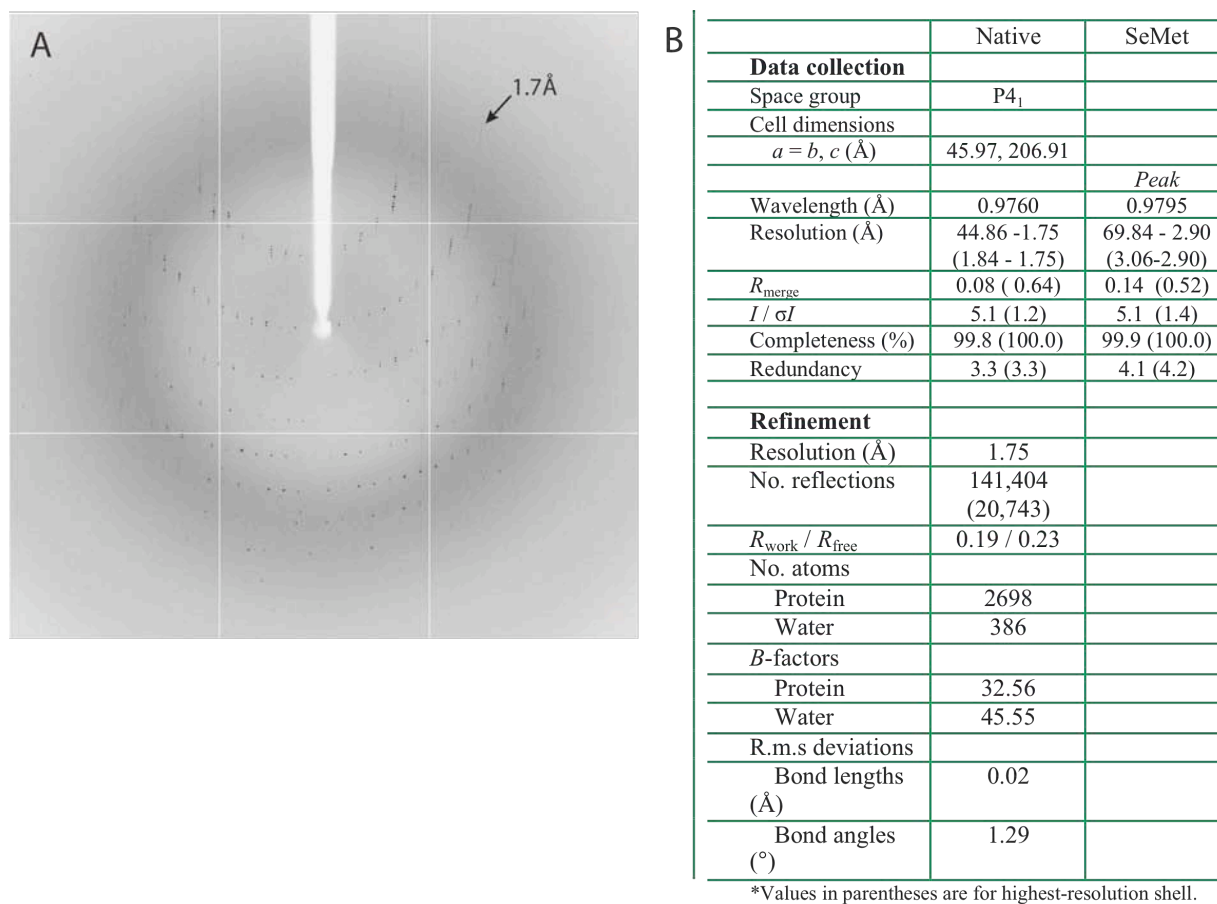 A
1.7Å
B
Native SeMet
Data collection
Space group P4₁
Cell dimensions
a = b, c (Å) 45.97, 206.91
Peak
Wavelength (Å) 0.9760 0.9795
Resolution (Å) 44.86 -1.75 69.84 - 2.90
(1.84 - 1.75) (3.06-2.90)
Rmerge 0.08 ( 0.64) 0.14 (0.52)
I / σI 5.1 (1.2) 5.1 (1.4)
Completeness (%) 99.8 (100.0) 99.9 (100.0)
Redundancy 3.3 (3.3) 4.1 (4.2)
Refinement
Resolution (Å) 1.75
No. reflections 141,404
(20,743)
Rwork / Rfree 0.19 / 0.23
No. atoms
Protein 2698
Water 386
B-factors
Protein 32.56
Water 45.55
R.m.s deviations
Bond lengths 0.02
(Å)
Bond angles 1.29
(°)
*Values in parentheses are for highest-resolution shell.